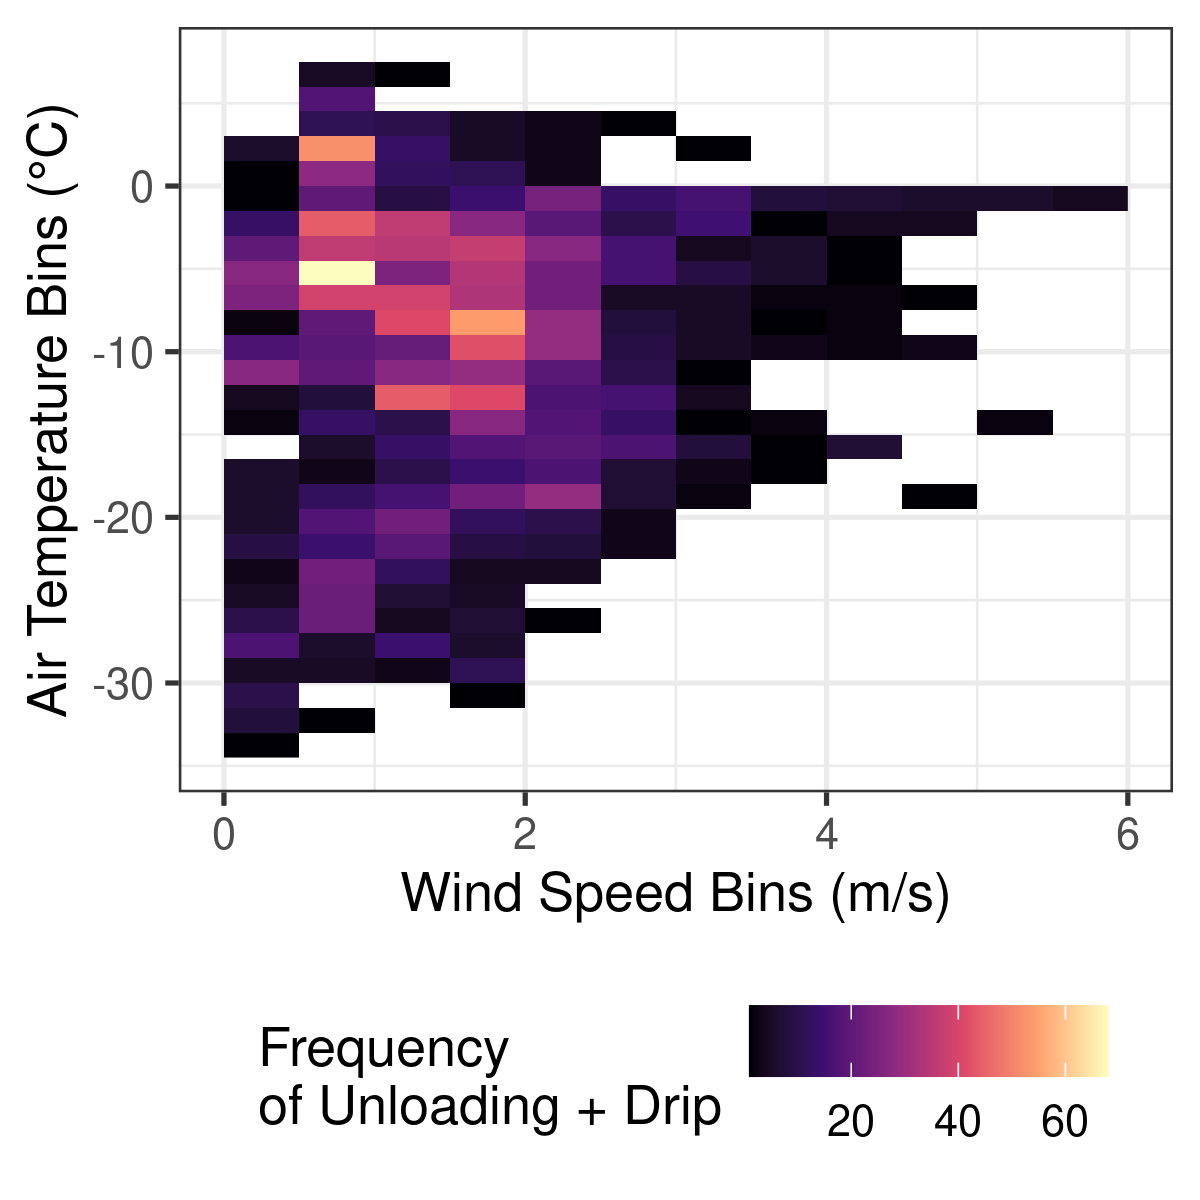 Air Temperature Bins (°C)
0
-10
-20
-30
0 2 4 6
Wind Speed Bins (m/s)
Frequency
of Unloading + Drip
20 40 60